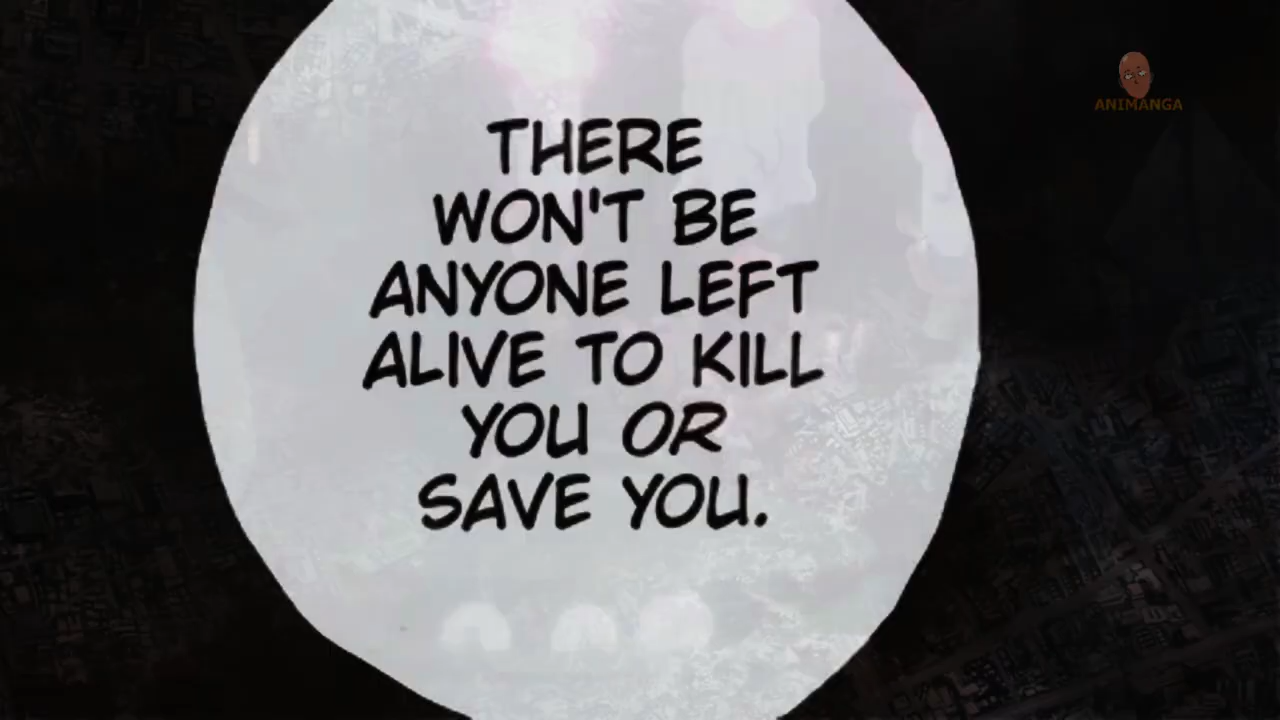 ANIMANGA
THERE
WON'T BE
ANYONE LEFT
ALIVE TO KILL
YOU OR
SAVE YOU.